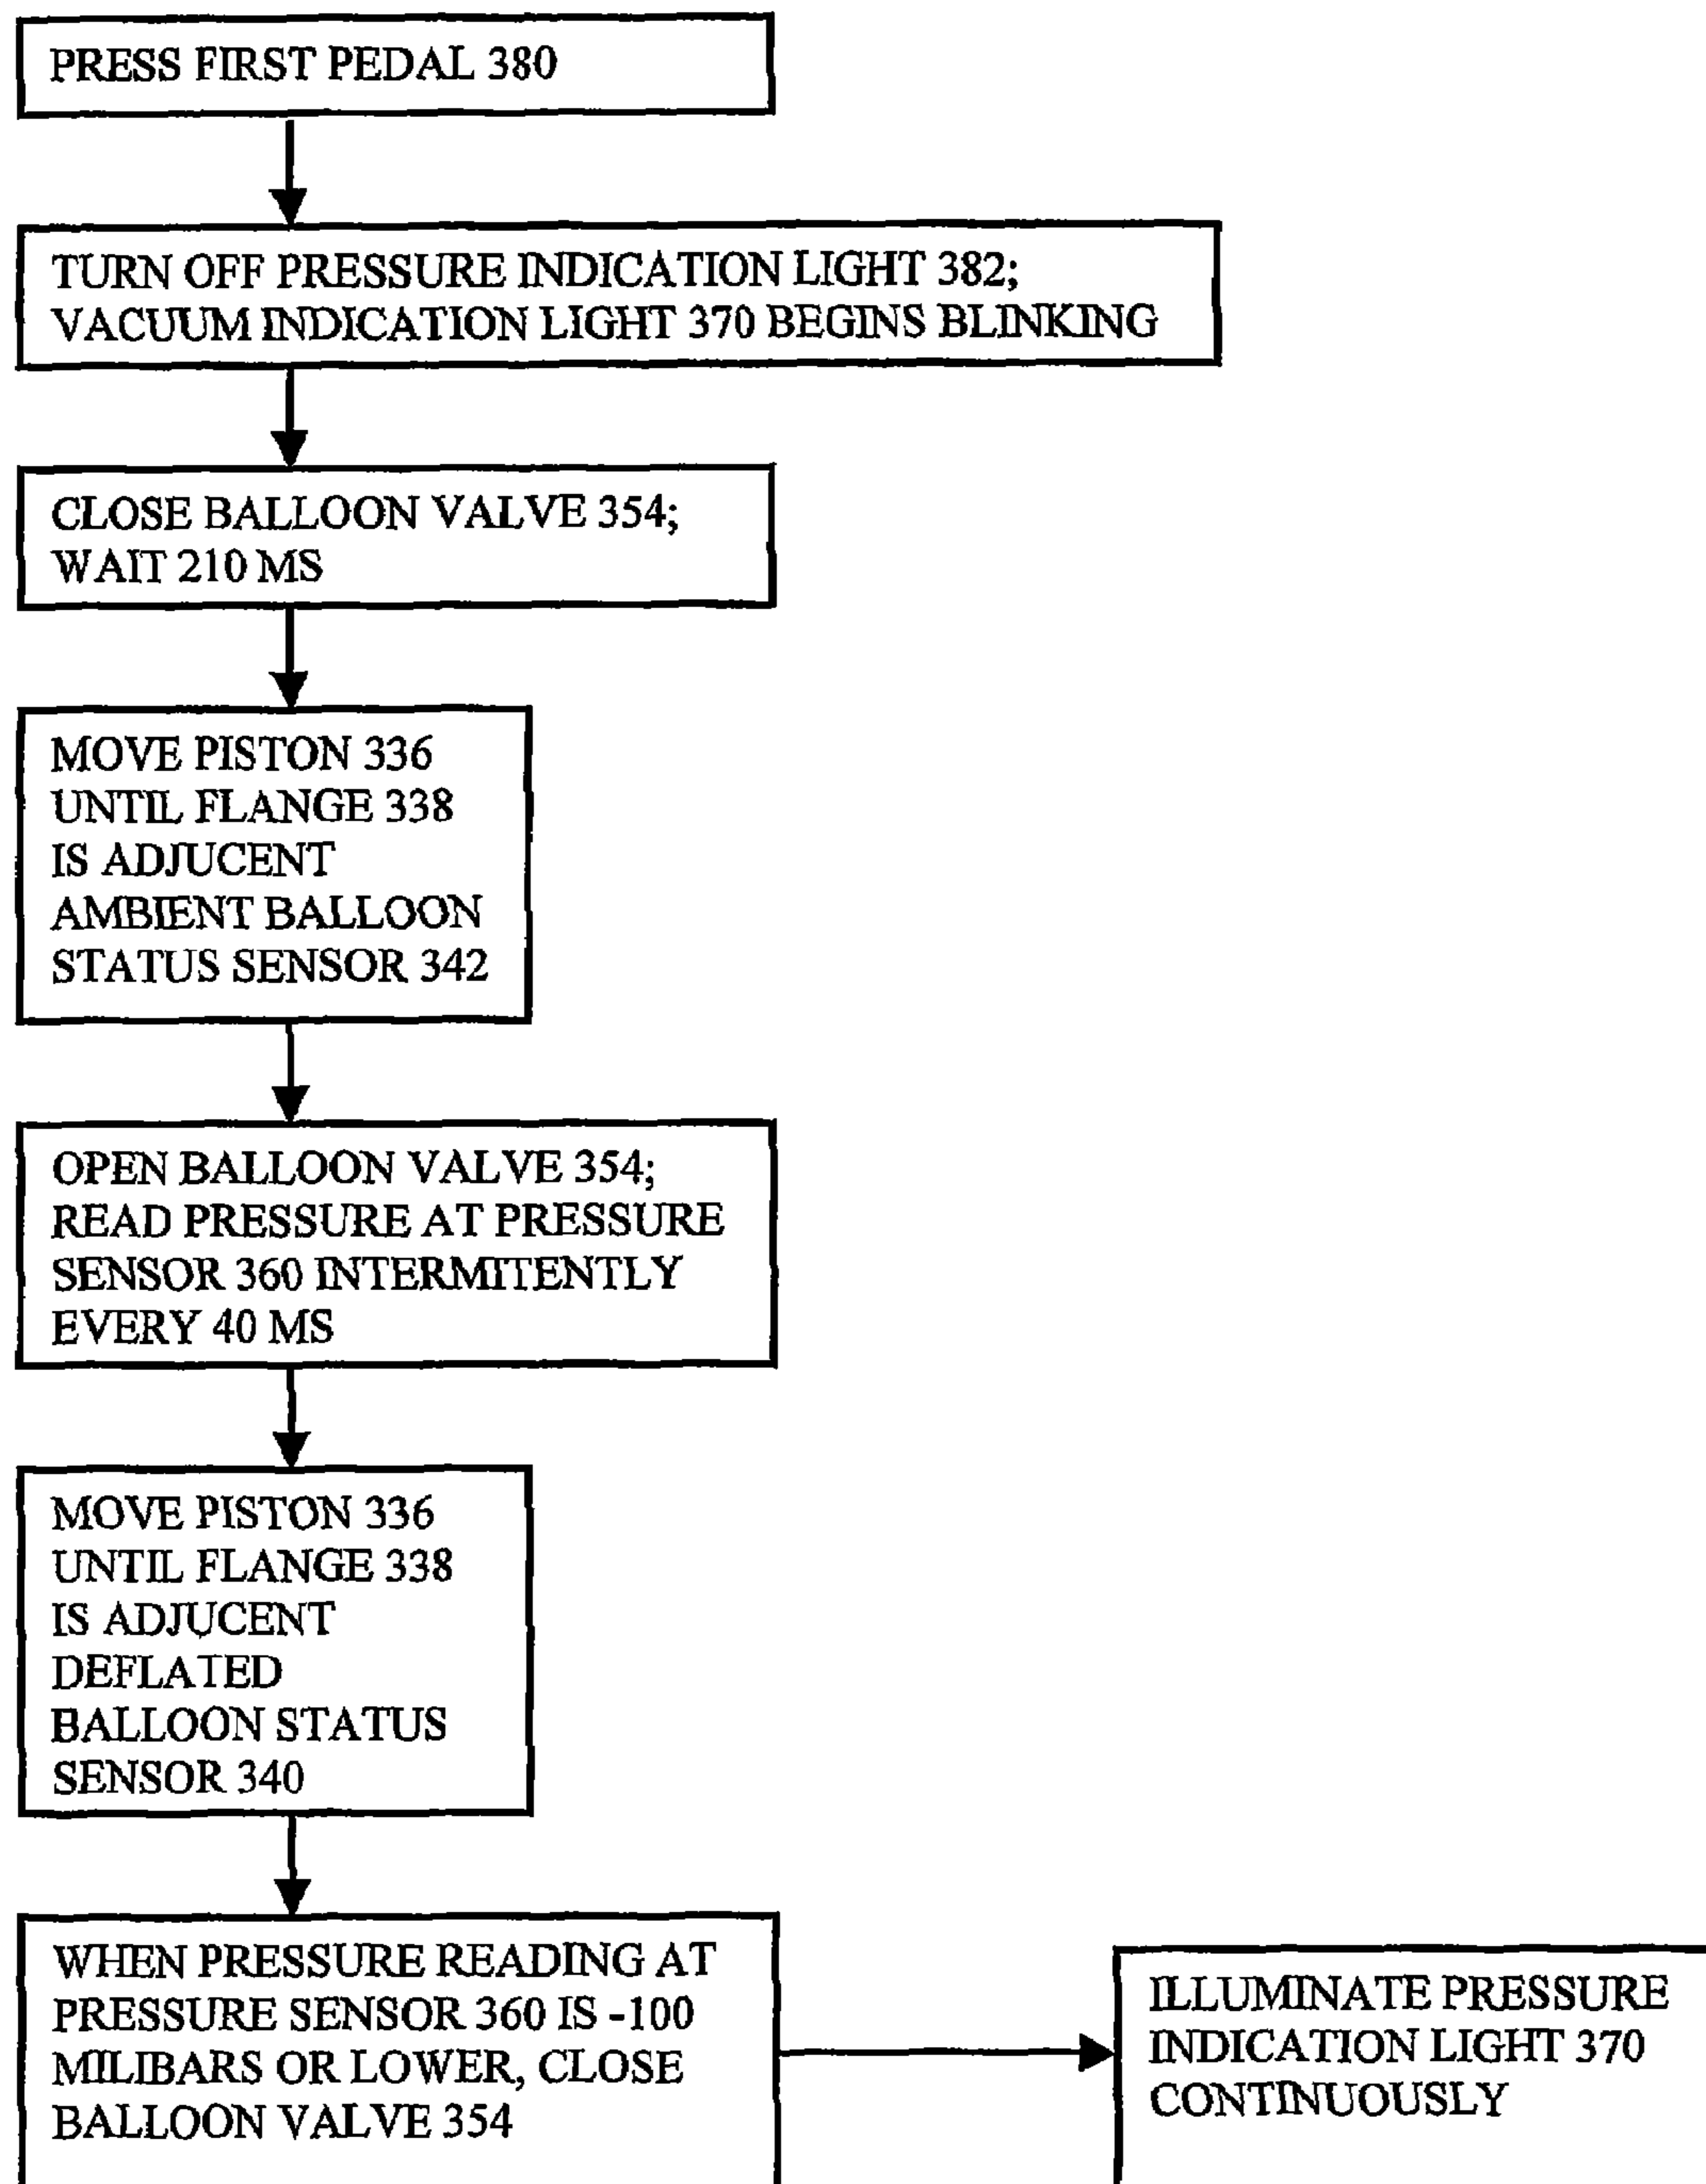 PRESS FIRST PEDAL 380
TURN OFF PRESSURE INDICATION LIGHT 382;
VACUUM INDICATION LIGHT 370 BEGINS BLINKING
CLOSE BALLOON VALVE 354;
WAIT 210 MS
MOVE PISTON 336
UNTIL FLANGE 338
IS ADJUCENT
AMBIENT BALLOON
STATUS SENSOR 342
OPEN BALLOON VALVE 354;
READ PRESSURE AT PRESSURE
SENSOR 360 INTERMITENTLY
EVERY 40 MS
MOVE PISTON 336
UNTIL FLANGE 338
IS ADJUCENT
DEFLATED
BALLOON STATUS
SENSOR 340
WHEN PRESSURE READING AT
PRESSURE SENSOR 360 IS -100
MILIBARS OR LOWER, CLOSE
BALLOON VALVE 354
ILLUMINATE PRESSURE
INDICATION LIGHT 370
CONTINUOUSLY